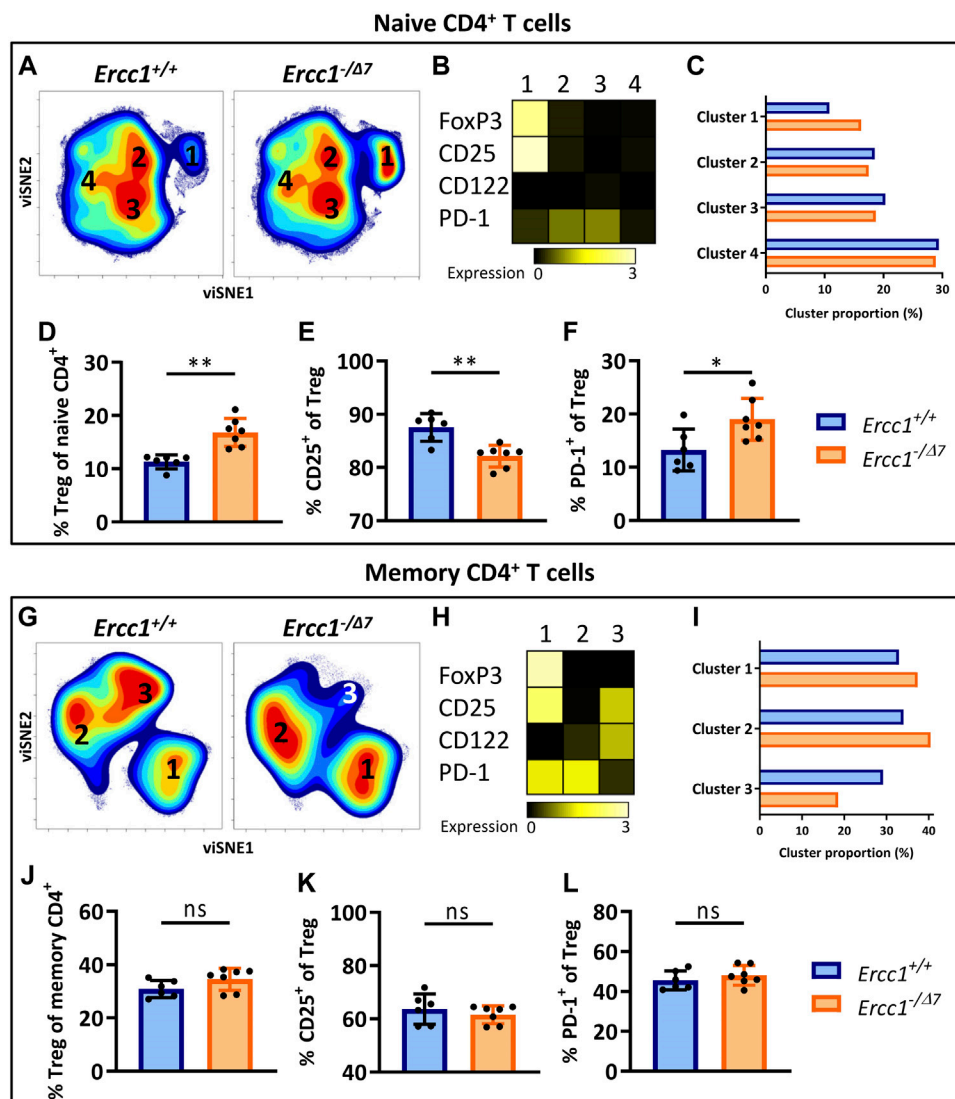 Naive CD4⁺ T cells
A
Ercc1⁺/⁺
Ercc1⁻/Δ⁷
viSNE2
1
2
3
4
1
2
3
4
viSNE1
B
1 2 3 4
FoxP3
CD25
CD122
PD-1
Expression
0 3
C
Cluster 1
Cluster 2
Cluster 3
Cluster 4
0 10 20 30
Cluster proportion (%)
D
% Treg of naive CD4⁺
30
20
10
0
**
E
% CD25⁺ of Treg
100
90
80
70
**
F
% PD-1⁺ of Treg
30
20
10
0
*
Ercc1⁺/⁺
Ercc1⁻/Δ⁷
Memory CD4⁺ T cells
G
Ercc1⁺/⁺
Ercc1⁻/Δ⁷
viSNE2
3
2
1
3
2
1
viSNE1
H
1 2 3
FoxP3
CD25
CD122
PD-1
Expression
0 3
I
Cluster 1
Cluster 2
Cluster 3
0 10 20 30 40
Cluster proportion (%)
J
% Treg of memory CD4⁺
60
40
20
0
ns
K
% CD25⁺ of Treg
100
80
60
40
ns
L
% PD-1⁺ of Treg
80
60
40
20
0
ns
Ercc1⁺/⁺
Ercc1⁻/Δ⁷